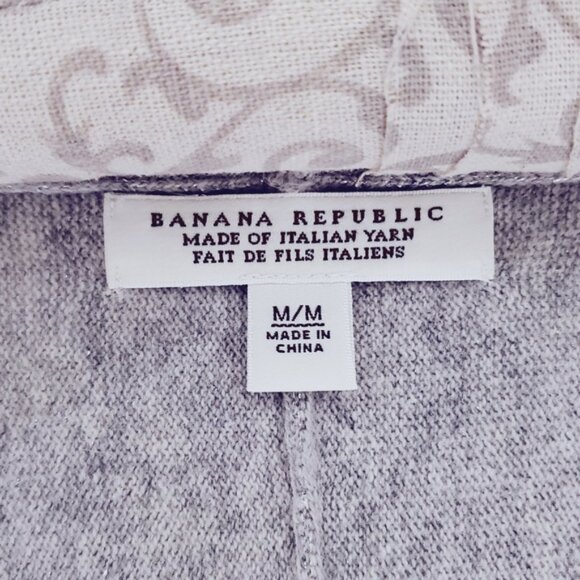 BANANA REPUBLIC
MADE OF ITALIAN YARN
FAIT DE FILS ITALIENS
M/M
MADE IN
CHINA